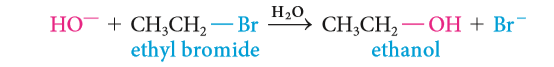 HO⁻ + CH₃CH₂—Br H₂O → CH₃CH₂—OH + Br⁻
ethyl bromide ethanol